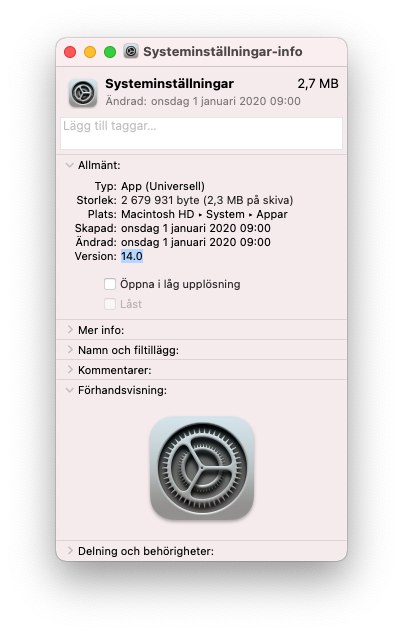 Systeminställningar-info
Systeminställningar 2,7 MB
Ändrad: onsdag 1 januari 2020 09:00
Lägg till taggar...
Allmänt:
Typ: App (Universell)
Storlek: 2 679 931 byte (2,3 MB på skiva)
Plats: Macintosh HD ▸ System ▸ Appar
Skapad: onsdag 1 januari 2020 09:00
Ändrad: onsdag 1 januari 2020 09:00
Version: 14.0
Öppna i låg upplösning
Låst
Mer info:
Namn och filtillägg:
Kommentarer:
Förhandsvisning:
Delning och behörigheter: